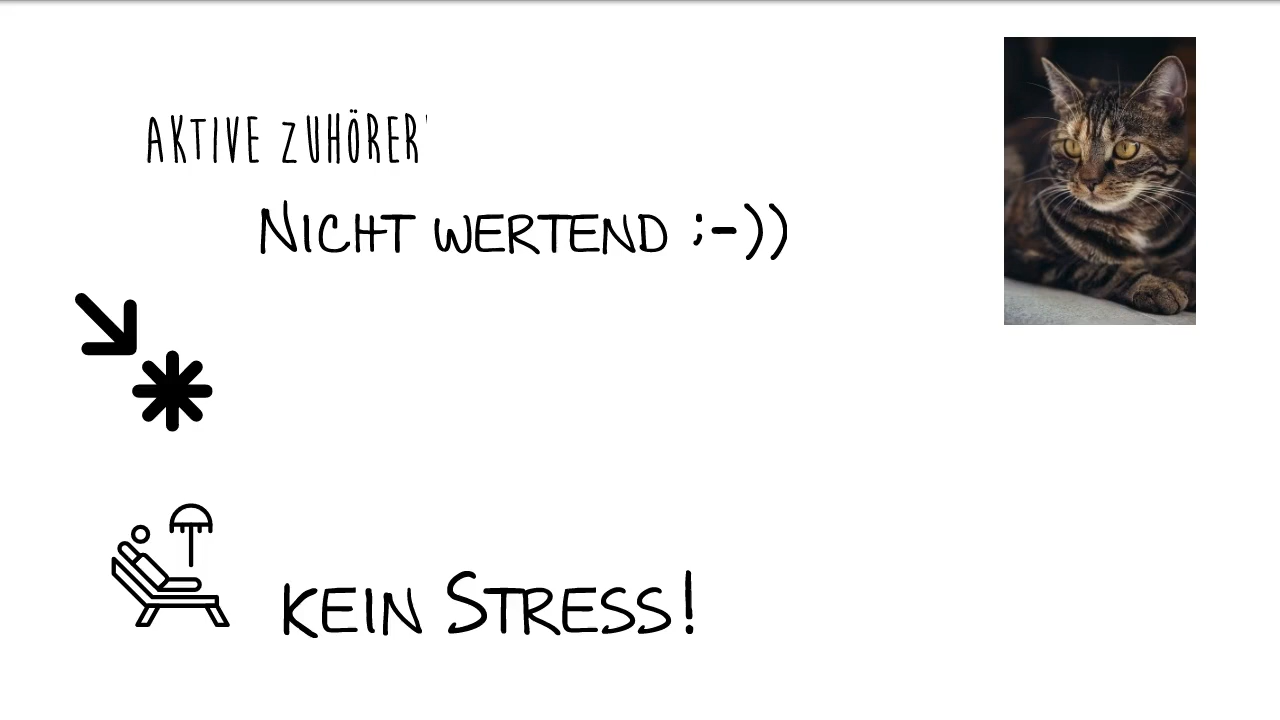 AKTIVE ZUHÖRER'
NICHT WERTEND ;-))
KEIN STRESS!